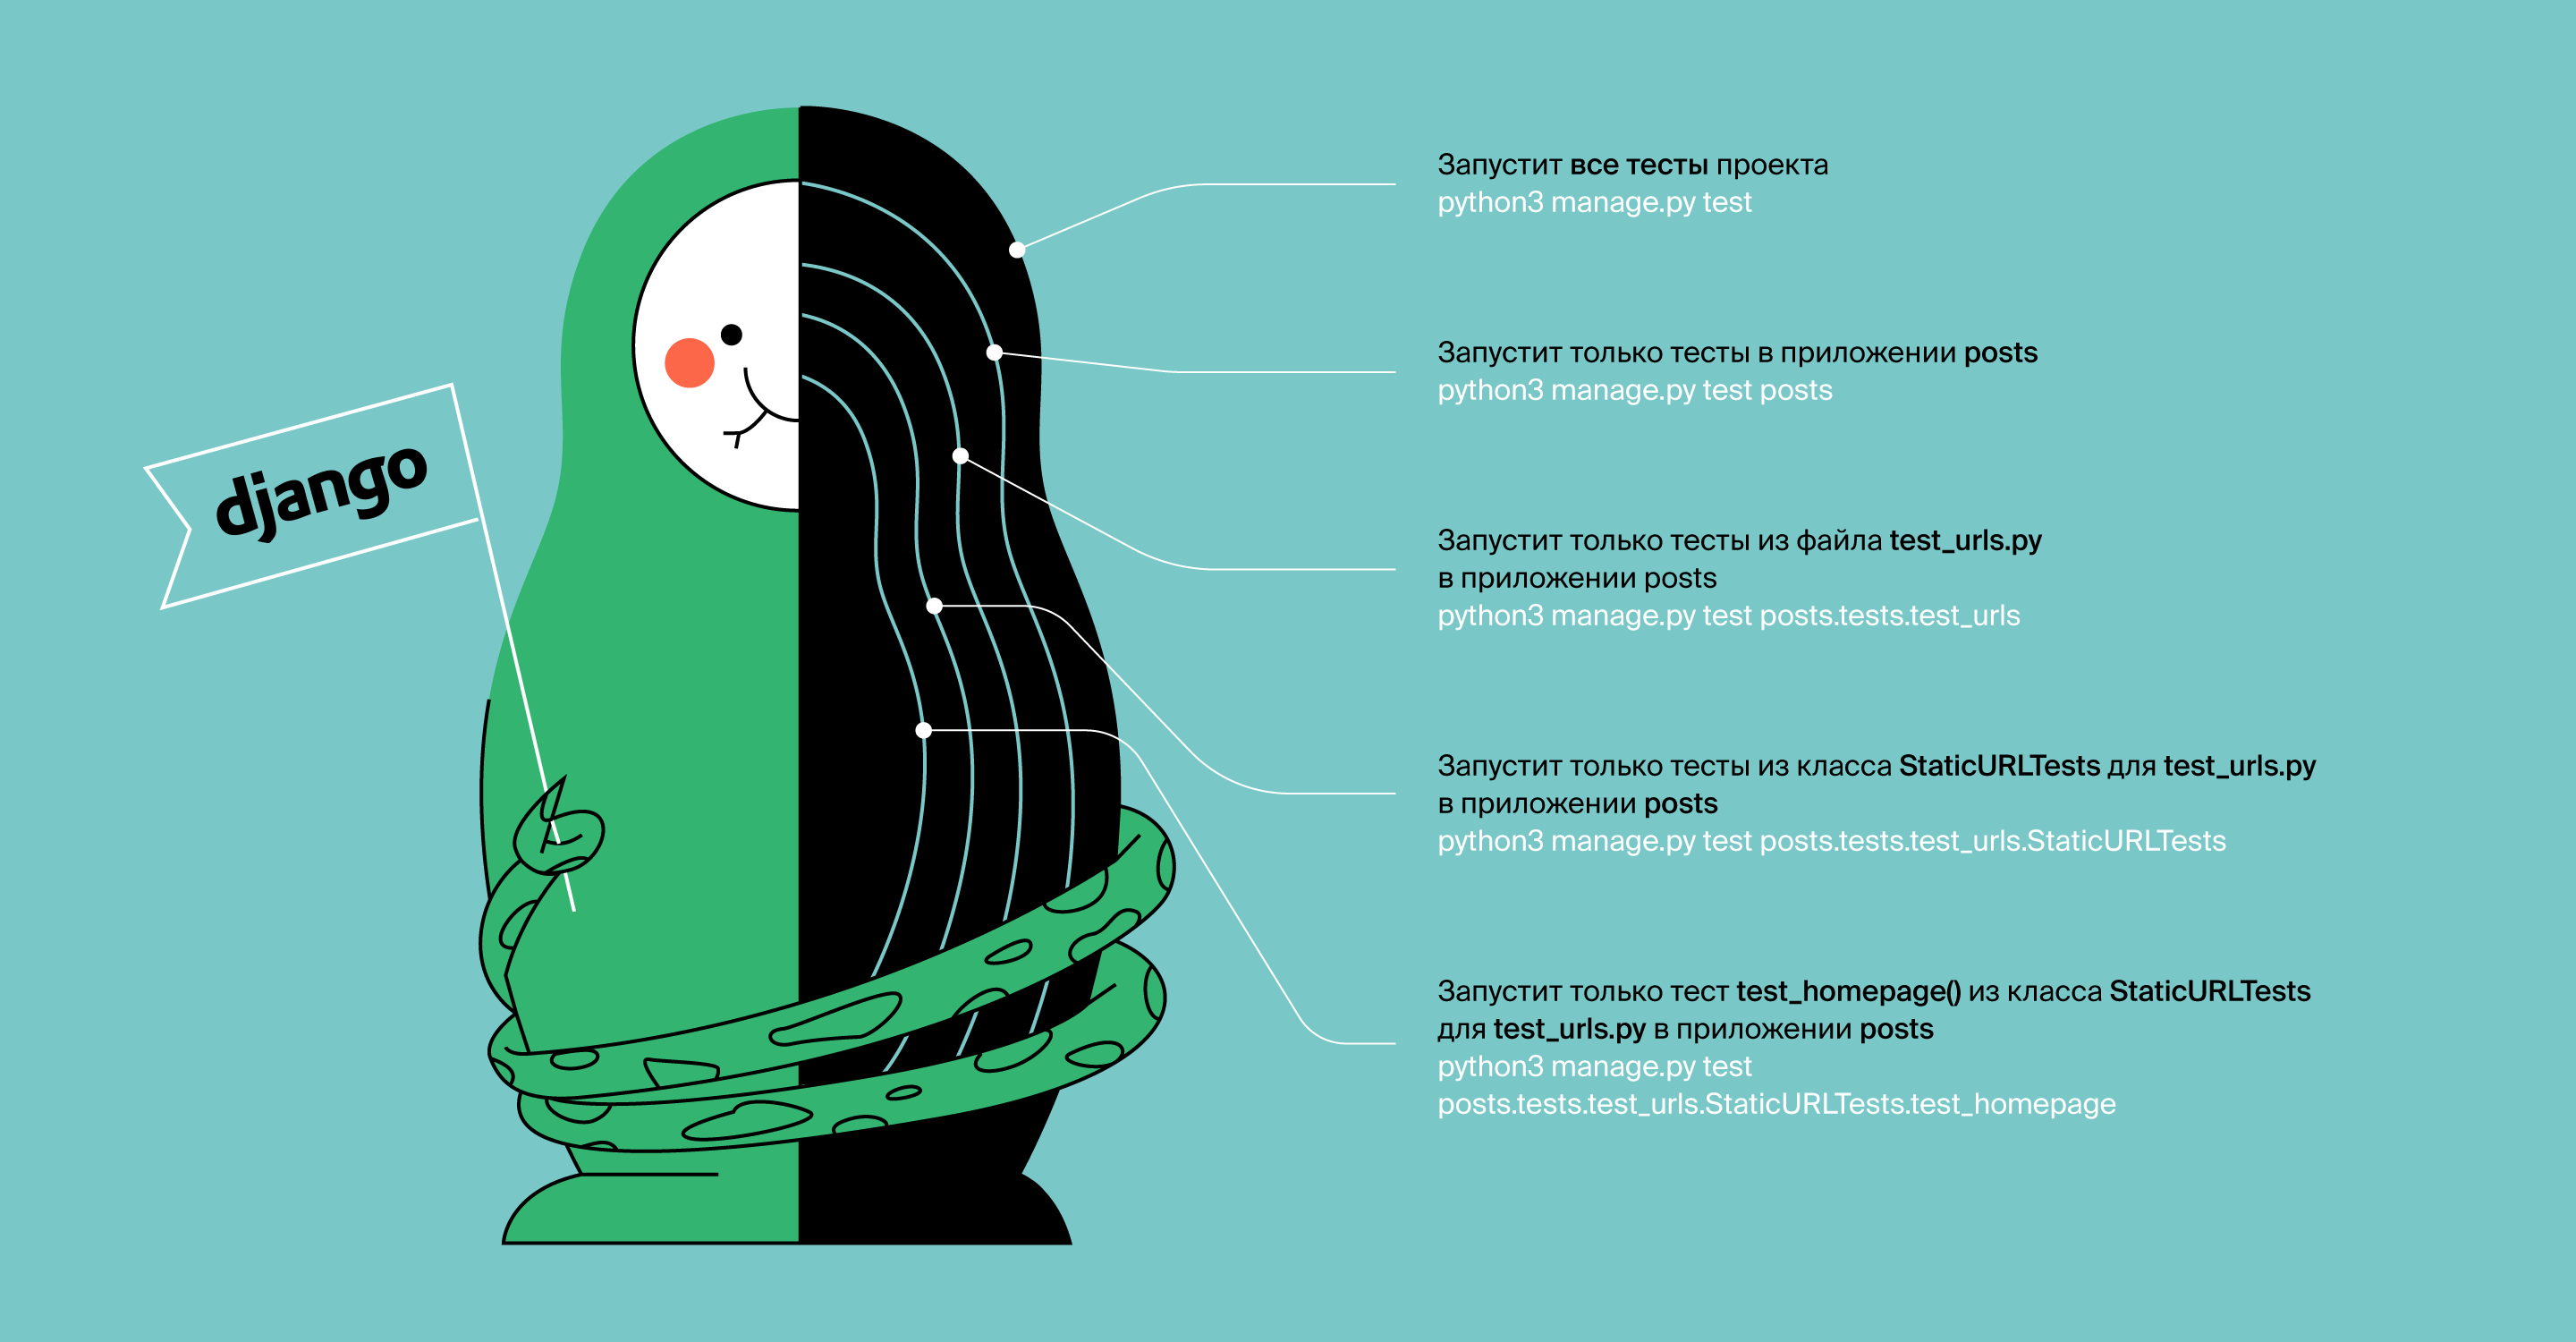 django
Запустит все тесты проекта
python3 manage.py test
Запустит только тесты в приложении posts
python3 manage.py test posts
Запустит только тесты из файла test_urls.py
в приложении posts
python3 manage.py test posts.tests.test_urls
Запустит только тесты из класса StaticURLTests для test_urls.py
в приложении posts
python3 manage.py test posts.tests.test_urls.StaticURLTests
Запустит только тест test_homepage() из класса StaticURLTests
для test_urls.py в приложении posts
python3 manage.py test
posts.tests.test_urls.StaticURLTests.test_homepage